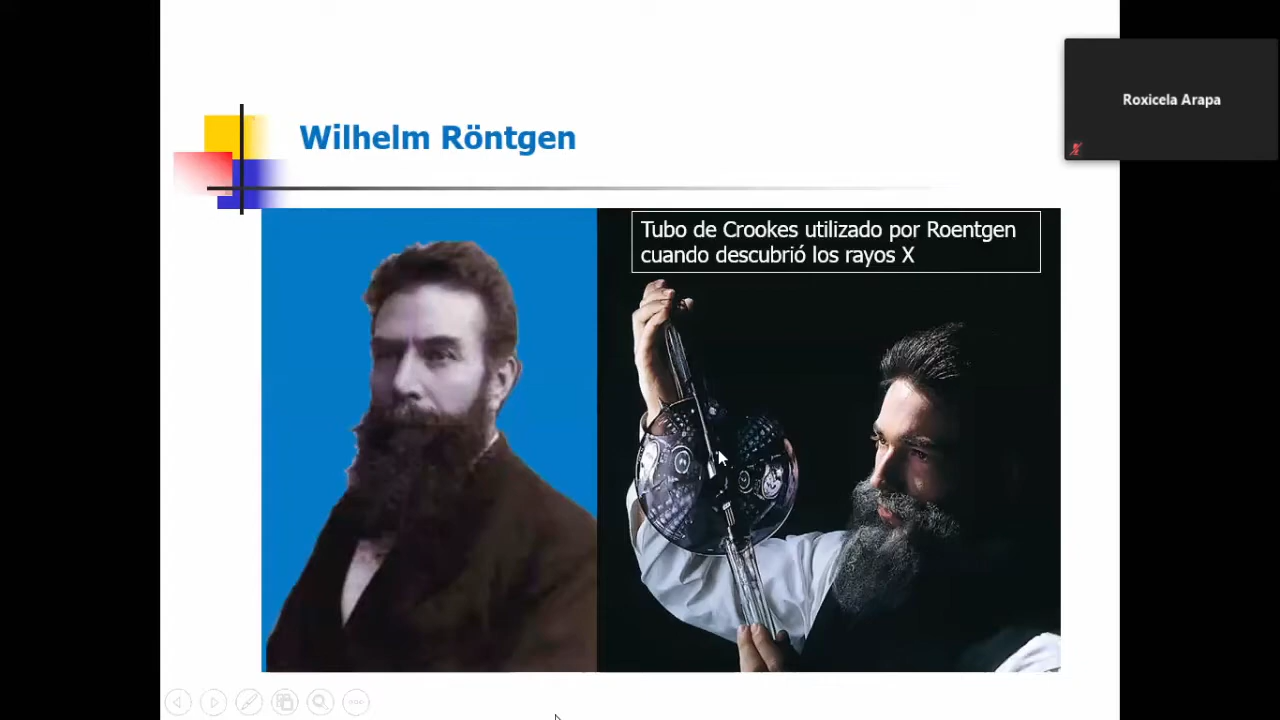 Wilhelm Röntgen
Roxicela Arapa
Tubo de Crookes utilizado por Roentgen
cuando descubrió los rayos X